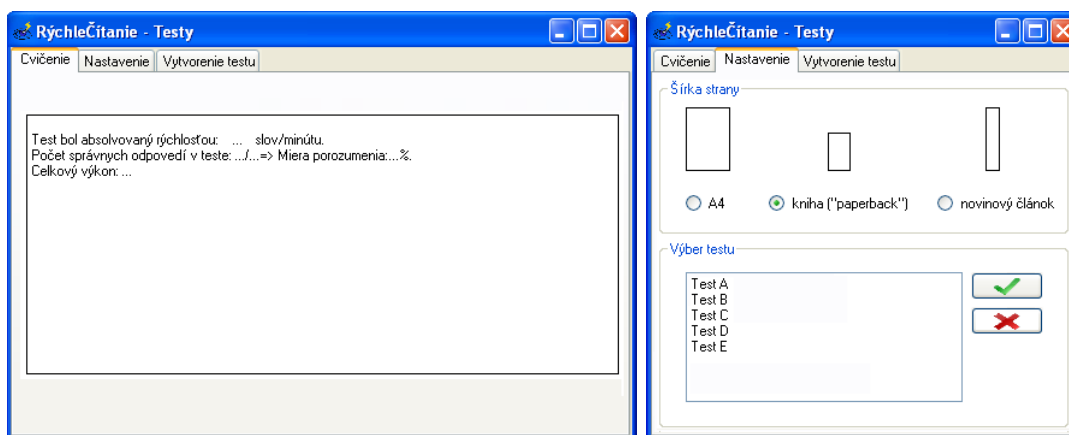 RýchleČítanie - Testy
Cvičenie Nastavenie Vytvorenie testu
Test bol absolvovaný rýchlosťou: ... slov/minútu.
Počet správnych odpovedí v teste: .../...=> Miera porozumenia:...%.
Celkový výkon: ...
RýchleČítanie - Testy
Cvičenie Nastavenie Vytvorenie testu
Šírka strany
A4 kniha ("paperback") novinový článok
Výber testu
Test A
Test B
Test C
Test D
Test E